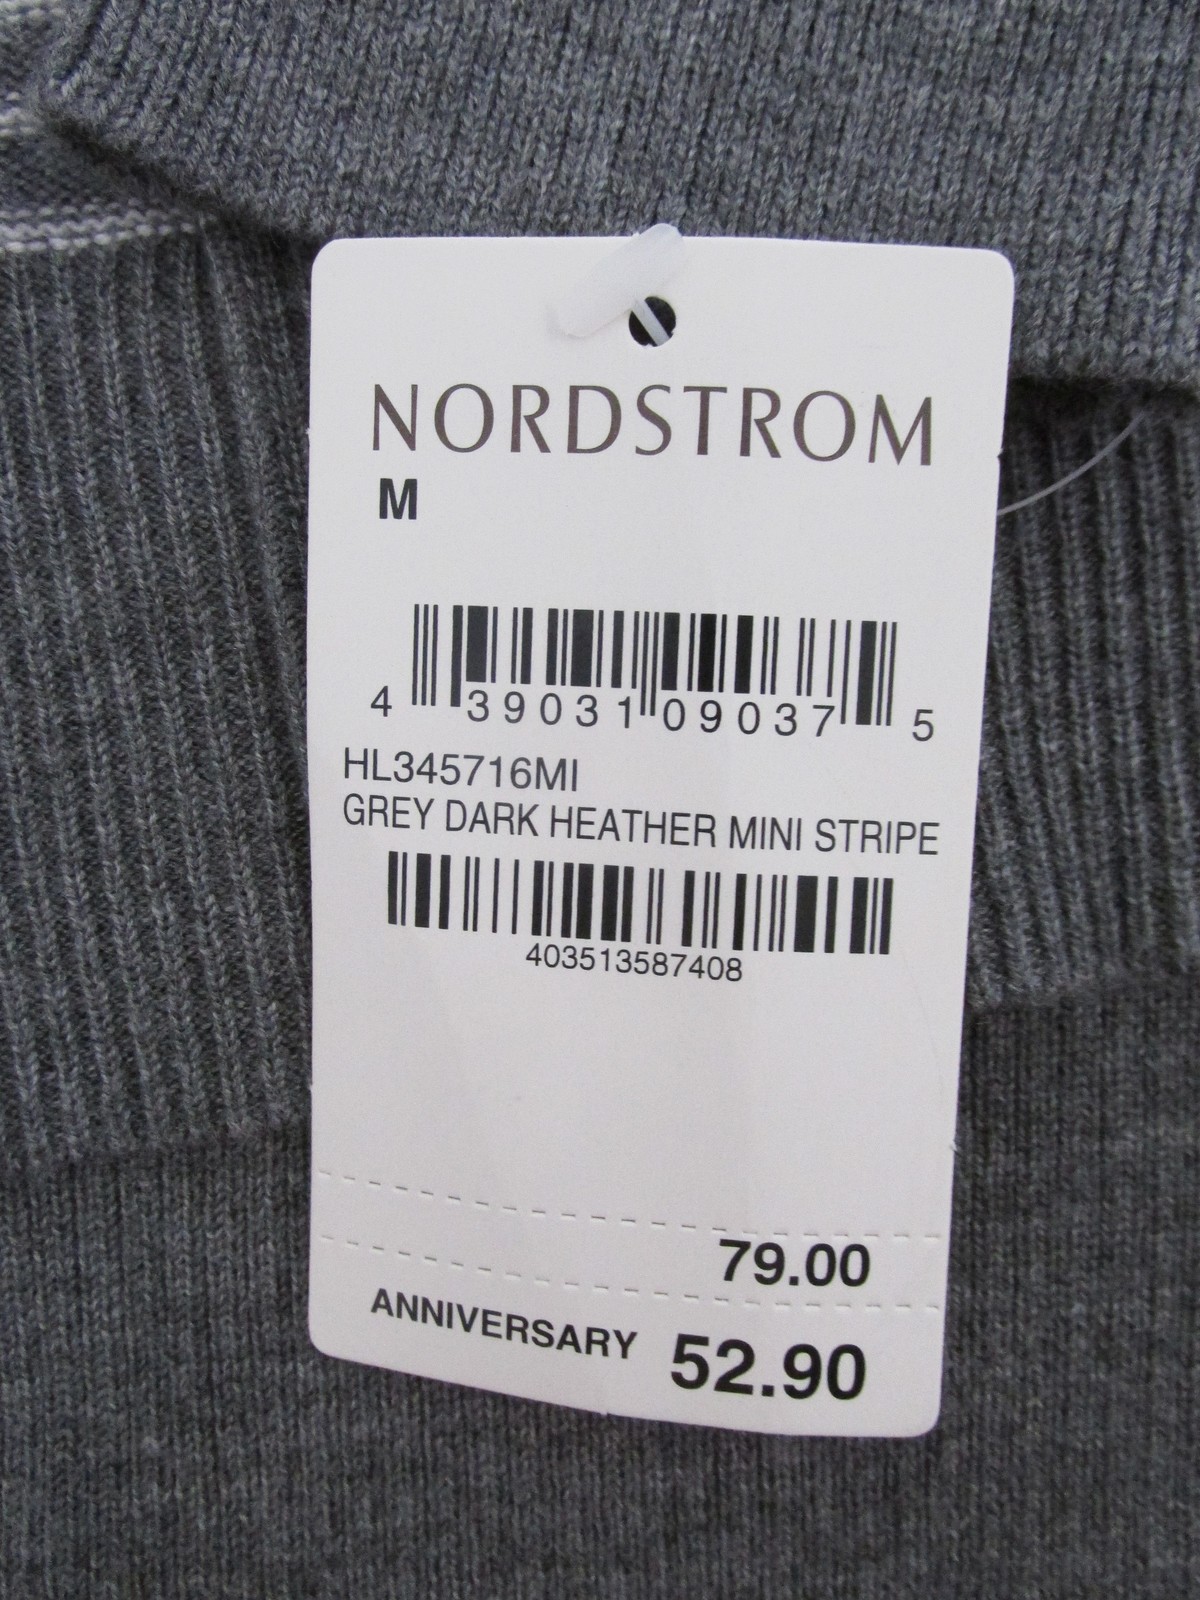 NORDSTROM
M
4 39031 09037 5
HL345716MI
GREY DARK HEATHER MINI STRIPE
403513587408
79.00
ANNIVERSARY 52.90